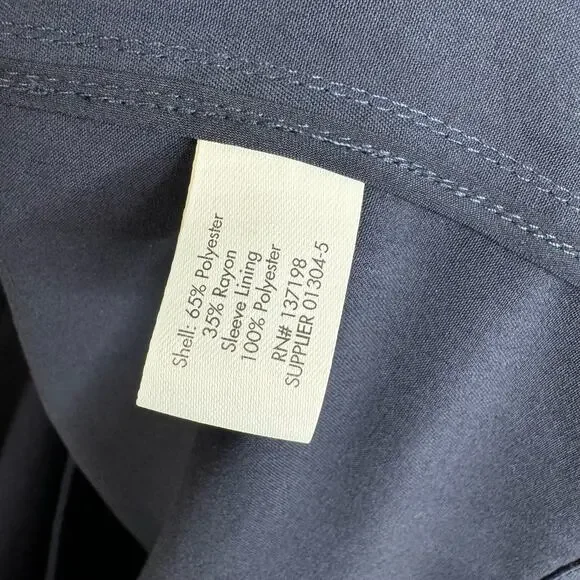 Shell: 65% Polyester
35% Rayon
Sleeve Lining
100% Polyester
RN# 137198
SUPPLIER 01304-5